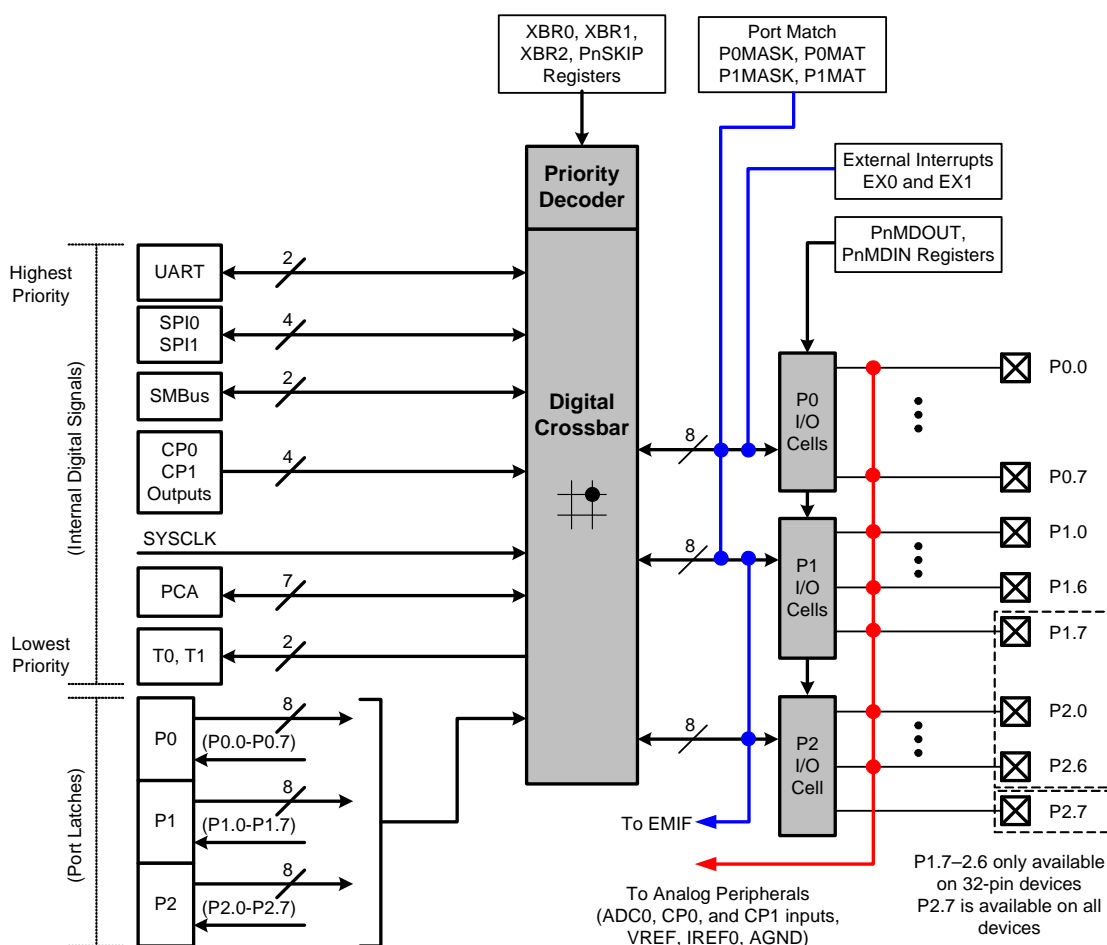 XBR0, XBR1,
XBR2, PnSKIP
Registers
Port Match
P0MASK, P0MAT
P1MASK, P1MAT
External Interrupts
EX0 and EX1
Priority
Decoder
PnMDOUT,
PnMDIN Registers
Highest
Priority
(Internal Digital Signals)
UART
2
SPI0
SPI1
4
SMBus
2
CP0
CP1
Outputs
4
SYSCLK
PCA
7
Lowest
Priority
T0, T1
2
Digital
Crossbar
8
8
8
P0
I/O
Cells
P1
I/O
Cells
P2
I/O
Cell
P0.0
P0.7
P1.0
P1.6
P1.7
P2.0
P2.6
P2.7
(Port Latches)
P0
8
(P0.0-P0.7)
P1
8
(P1.0-P1.7)
P2
8
(P2.0-P2.7)
To EMIF
To Analog Peripherals
(ADC0, CP0, and CP1 inputs,
VREF, IREF0, AGND)
P1.7–2.6 only available
on 32-pin devices
P2.7 is available on all
devices